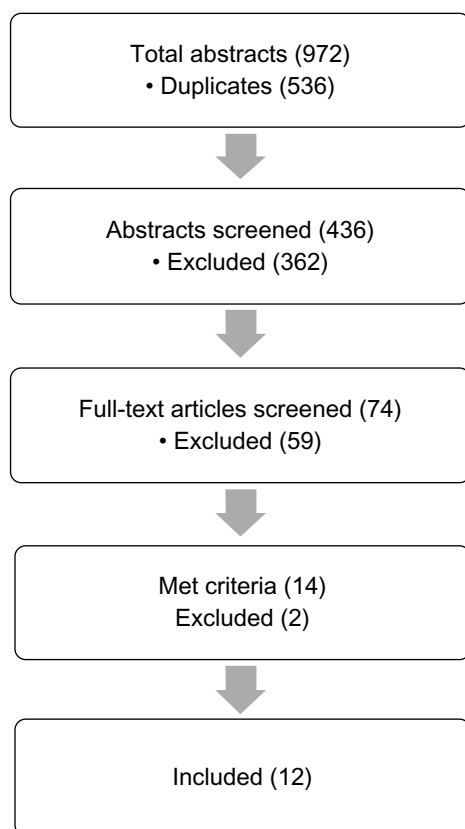 Total abstracts (972)
• Duplicates (536)
Abstracts screened (436)
• Excluded (362)
Full-text articles screened (74)
• Excluded (59)
Met criteria (14)
Excluded (2)
Included (12)